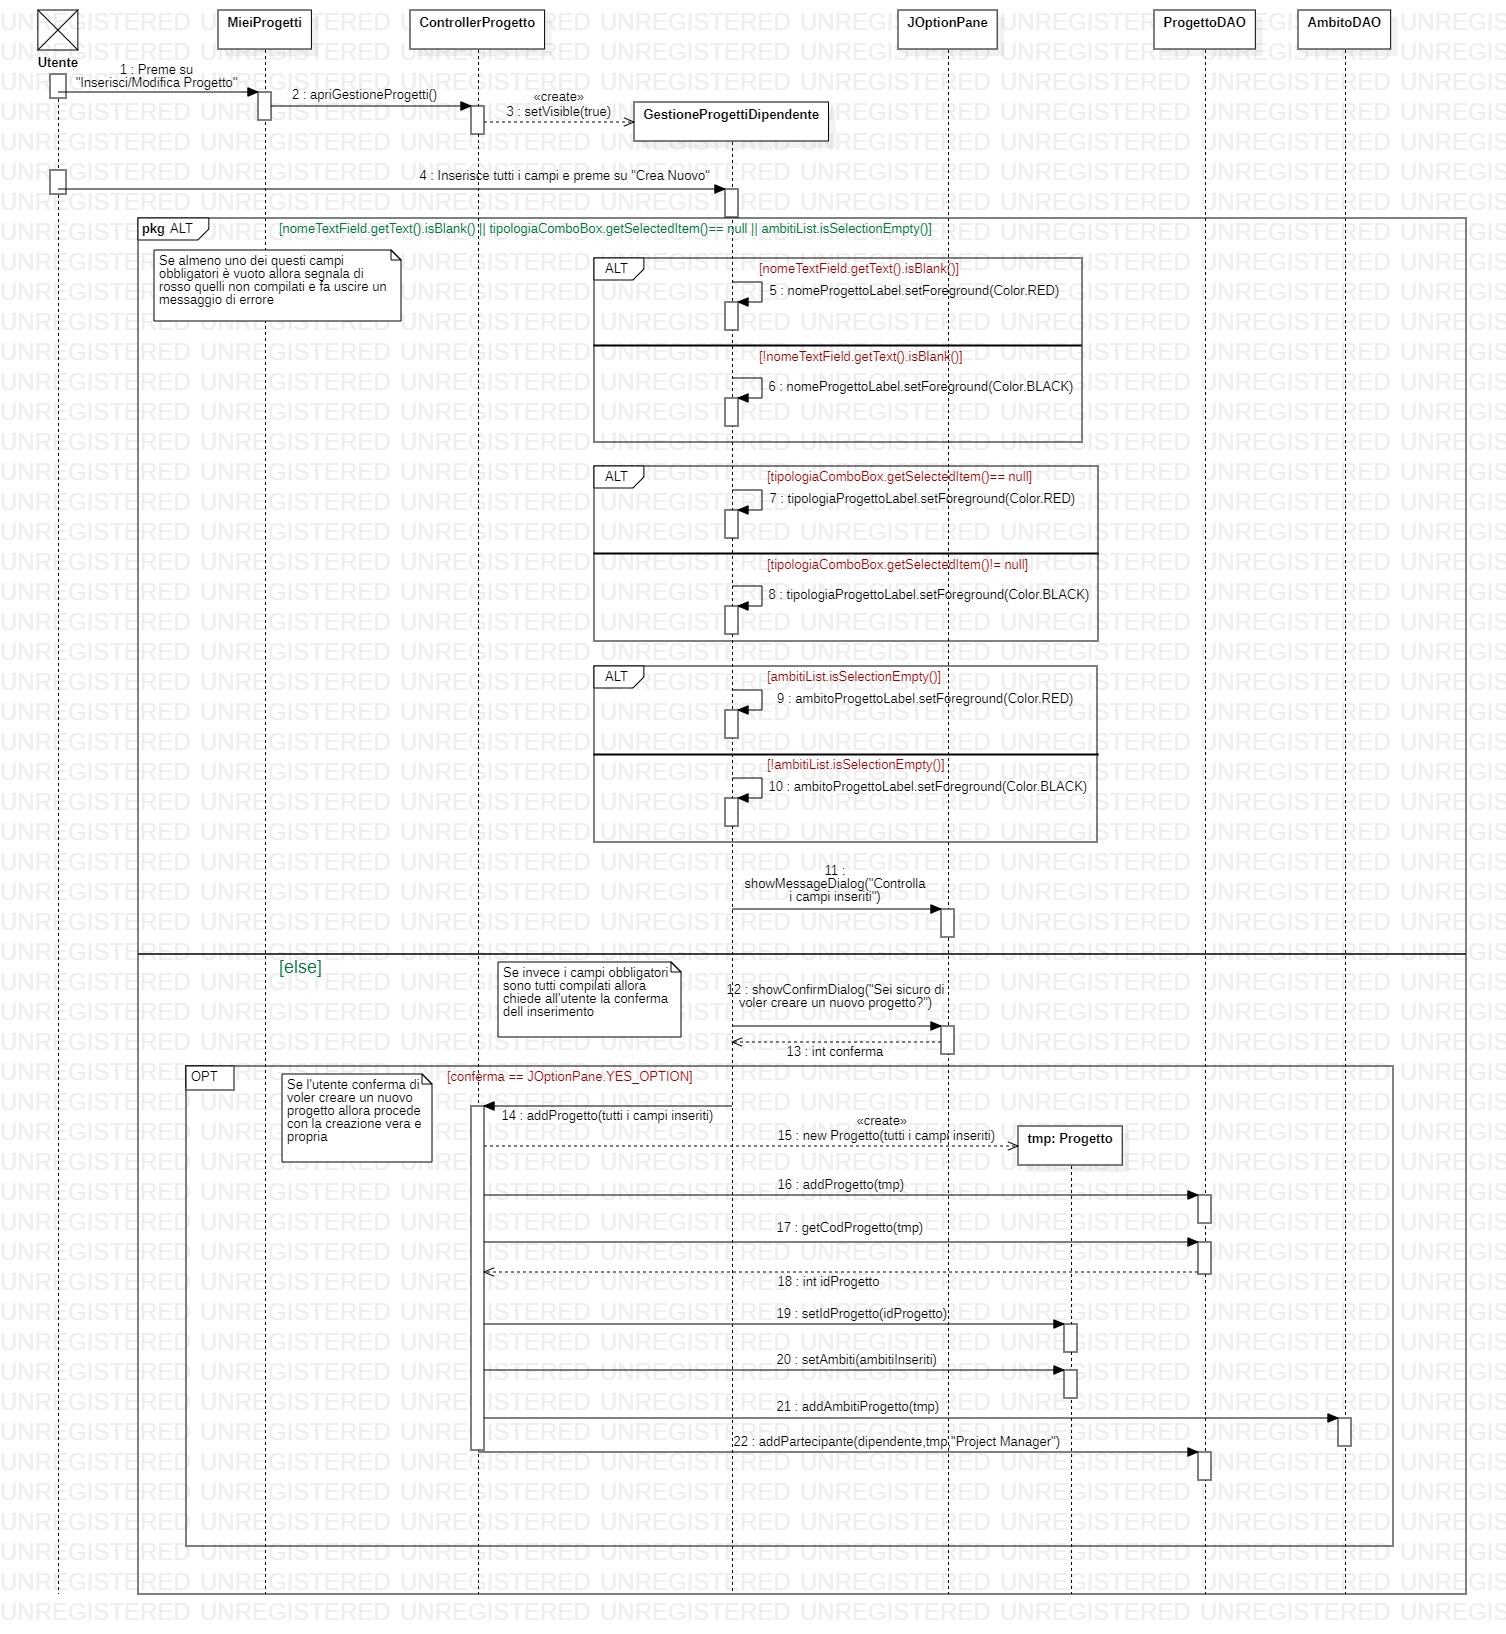 MieiProgetti
ControllerProgetto
JOptionPane
ProgettoDAO
AmbitoDAO
Utente
1 : Preme su
"Inserisci/Modifica Progetto"
2 : apriGestioneProgetti()
«create»
3 : setVisible(true)
GestioneProgettiDipendente
4 : Inserisce tutti i campi e preme su "Crea Nuovo"
pkg ALT
[nomeTextField.getText().isBlank() || tipologiaComboBox.getSelectedItem()== null || ambitiList.isSelectionEmpty()]
Se almeno uno dei questi campi
obbligatori è vuoto allora segnala di
rosso quelli non compilati e fa uscire un
messaggio di errore
ALT
[nomeTextField.getText().isBlank()]
5 : nomeProgettoLabel.setForeground(Color.RED)
[!nomeTextField.getText().isBlank()]
6 : nomeProgettoLabel.setForeground(Color.BLACK)
ALT
[tipologiaComboBox.getSelectedItem()== null]
7 : tipologiaProgettoLabel.setForeground(Color.RED)
[tipologiaComboBox.getSelectedItem()!= null]
8 : tipologiaProgettoLabel.setForeground(Color.BLACK)
ALT
[ambitiList.isSelectionEmpty()]
9 : ambitoProgettoLabel.setForeground(Color.RED)
[!ambitiList.isSelectionEmpty()]
10 : ambitoProgettoLabel.setForeground(Color.BLACK)
11 :
showMessageDialog("Controlla
i campi inseriti")
[else]
Se invece i campi obbligatori
sono tutti compilati allora
chiede all'utente la conferma
dell inserimento
12 : showConfirmDialog("Sei sicuro di
voler creare un nuovo progetto?")
13 : int conferma
OPT
Se l'utente conferma di
voler creare un nuovo
progetto allora procede
con la creazione vera e
propria
[conferma == JOptionPane.YES_OPTION]
14 : addProgetto(tutti i campi inseriti)
«create»
15 : new Progetto(tutti i campi inseriti)
tmp: Progetto
16 : addProgetto(tmp)
17 : getCodProgetto(tmp)
18 : int idProgetto
19 : setIdProgetto(idProgetto)
20 : setAmbiti(ambitiInseriti)
21 : addAmbitiProgetto(tmp)
22 : addPartecipante(dipendente,tmp,"Project Manager")
UNREGISTERED